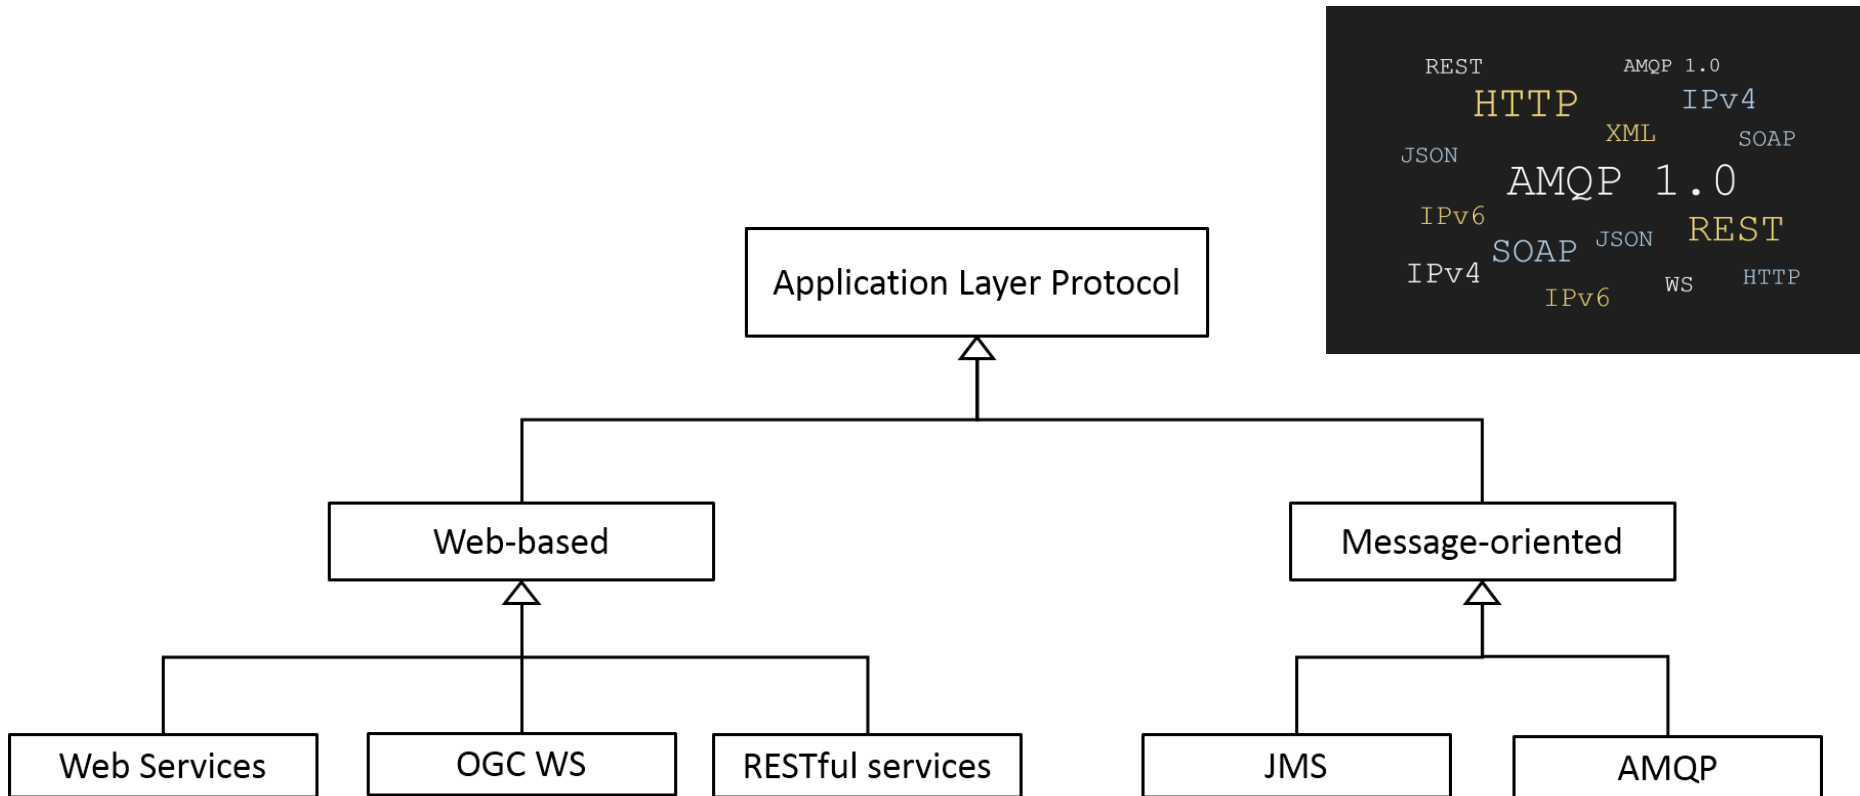 REST AMQP 1.0
HTTP IPv4
XML SOAP
JSON
AMQP 1.0
IPv6 REST
SOAP JSON
IPv4 WS HTTP
IPv6
Application Layer Protocol
Web-based
Message-oriented
Web Services
OGC WS
RESTful services
JMS
AMQP